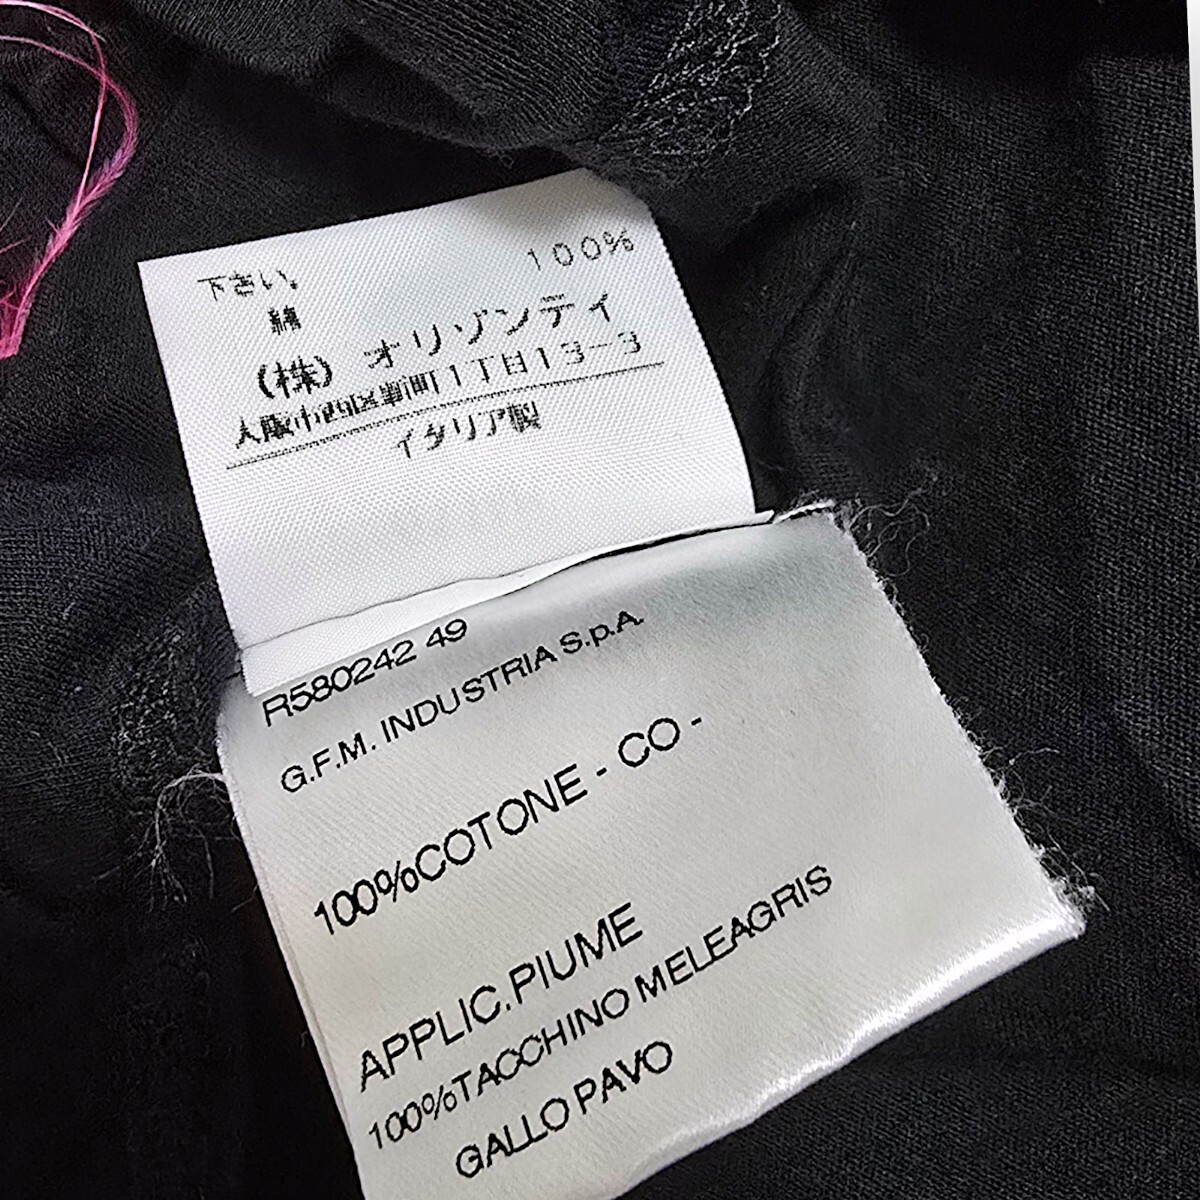 下さい。
綿 100%
(株) オリゾンティ
大阪市西区新町1丁目13-3
イタリア製
R580242 49
G.F.M. INDUSTRIA S.p.A.
100%COTONE - CO -
APPLIC.PIUME
100%TACCHINO MELEAGRIS
GALLO PAVO